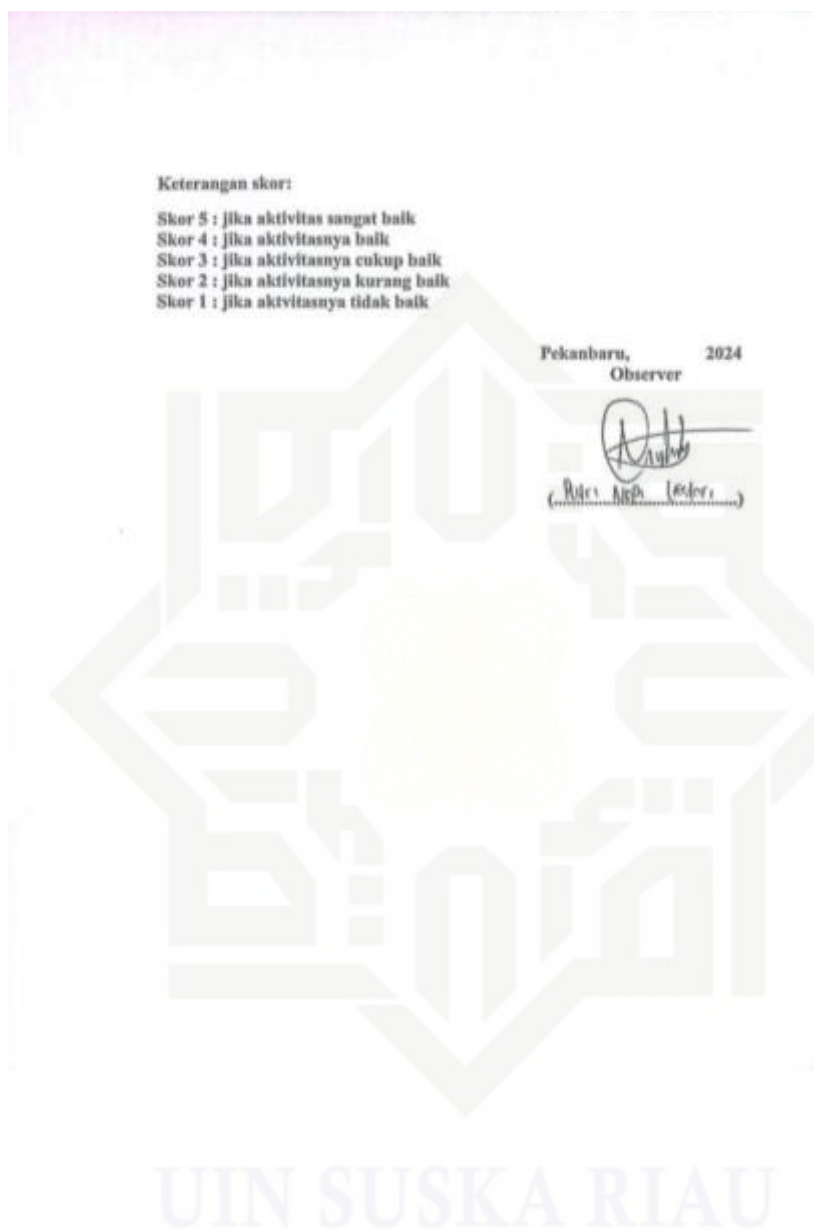 Keterangan skor:
Skor 5 : jika aktivitas sangat baik
Skor 4 : jika aktivitasnya baik
Skor 3 : jika aktivitasnya cukup baik
Skor 2 : jika aktivitasnya kurang baik
Skor 1 : jika aktvitasnya tidak baik
Pekanbaru, 2024
Observer
( Lestari )
UIN SUSKA RIAU